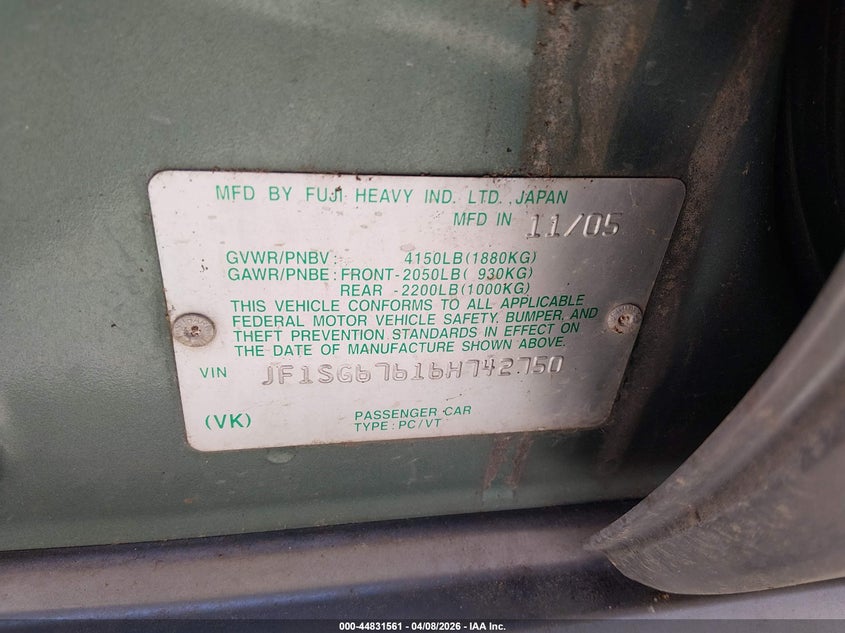 MFD BY FUJI HEAVY IND. LTD. JAPAN
MFD IN 11/05
GVWR/PNBV : 4150LB(1880KG)
GAWR/PNBE : FRONT-2050LB( 930KG)
REAR -2200LB(1000KG)
THIS VEHICLE CONFORMS TO ALL APPLICABLE
FEDERAL MOTOR VEHICLE SAFETY, BUMPER, AND
THEFT PREVENTION STANDARDS IN EFFECT ON
THE DATE OF MANUFACTURE SHOWN ABOVE.
VIN JF1SG67616H742750
(VK) PASSENGER CAR
TYPE : PC/VT
000-44831561 | 04/08/2026 | IAA Inc.